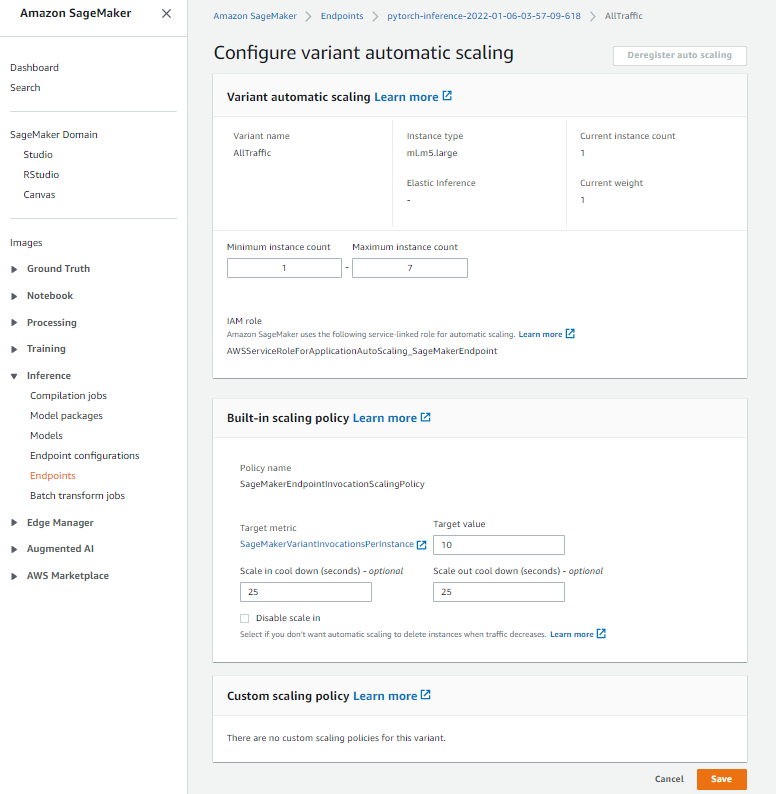 Amazon SageMaker
Dashboard
Search
SageMaker Domain
Studio
RStudio
Canvas
Images
Ground Truth
Notebook
Processing
Training
Inference
Compilation jobs
Model packages
Models
Endpoint configurations
Endpoints
Batch transform jobs
Edge Manager
Augmented AI
AWS Marketplace
Amazon SageMaker > Endpoints > pytorch-inference-2022-01-06-03-57-09-618 > AllTraffic
Configure variant automatic scaling
Deregister auto scaling
Variant automatic scaling Learn more
Variant name
AllTraffic
Instance type
ml.m5.large
Elastic Inference
-
Current instance count
1
Current weight
1
Minimum instance count
Maximum instance count
1 - 7
IAM role
Amazon SageMaker uses the following service-linked role for automatic scaling. Learn more
AWSServiceRoleForApplicationAutoScaling_SageMakerEndpoint
Built-in scaling policy Learn more
Policy name
SageMakerEndpointInvocationScalingPolicy
Target metric
SageMakerVariantInvocationsPerInstance
Target value
10
Scale in cool down (seconds) - optional
25
Scale out cool down (seconds) - optional
25
Disable scale in
Select if you don't want automatic scaling to delete instances when traffic decreases. Learn more
Custom scaling policy Learn more
There are no custom scaling policies for this variant.
Cancel
Save